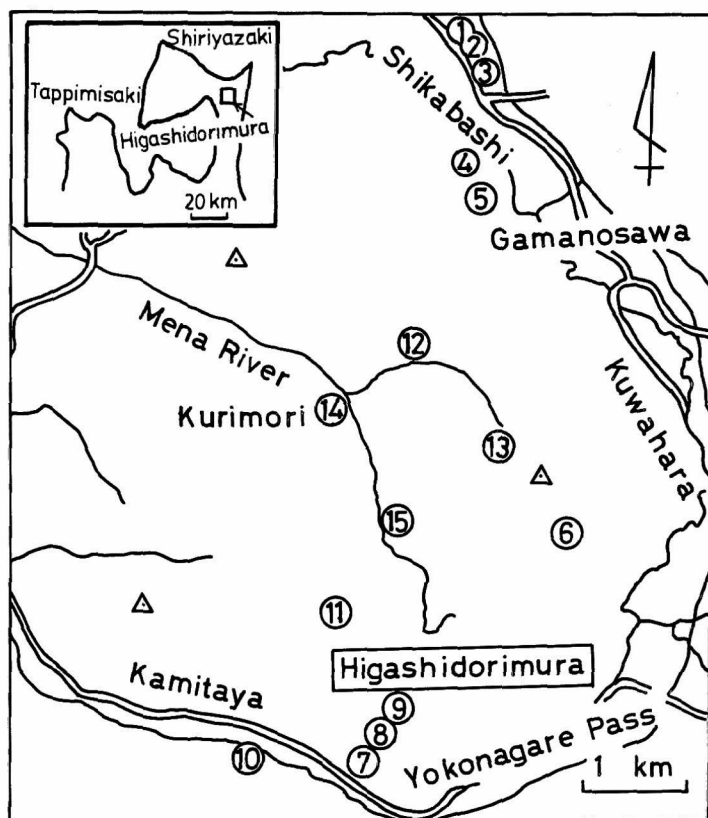 Shiriyazaki
Tappimisaki
Higashidorimura
20 km
1
2
3
Shikabashi
4
5
Gamanosawa
Mena River
12
Kurimori
14
13
Kuwahara
15
6
11
Higashidorimura
Kamitaya
9
8
7
10
Yokonagare Pass
1 km